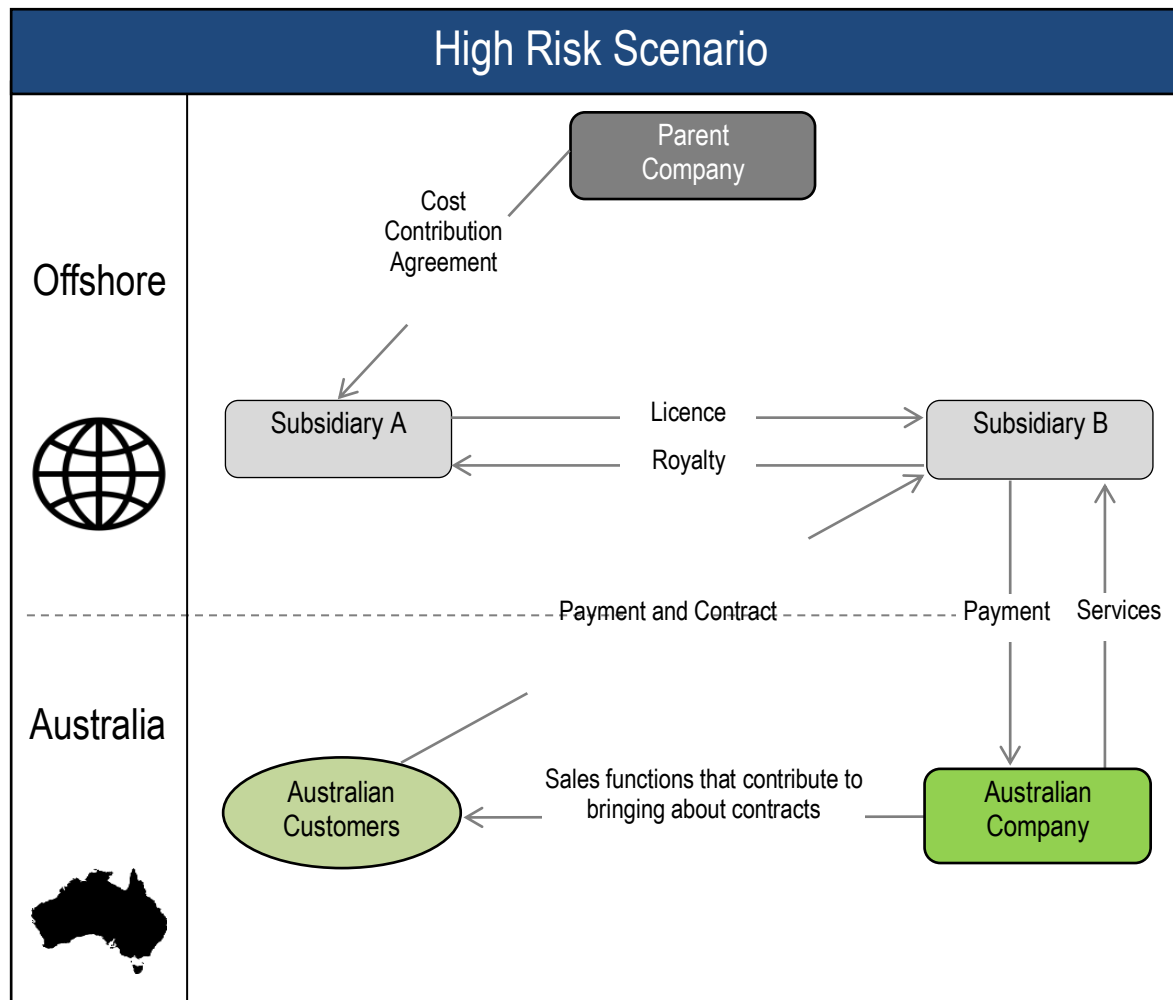 High Risk Scenario
Parent
Company
Cost
Contribution
Agreement
Offshore
Subsidiary A
Licence
Royalty
Subsidiary B
Payment and Contract
Payment
Services
Australia
Sales functions that contribute to
bringing about contracts
Australian
Customers
Australian
Company